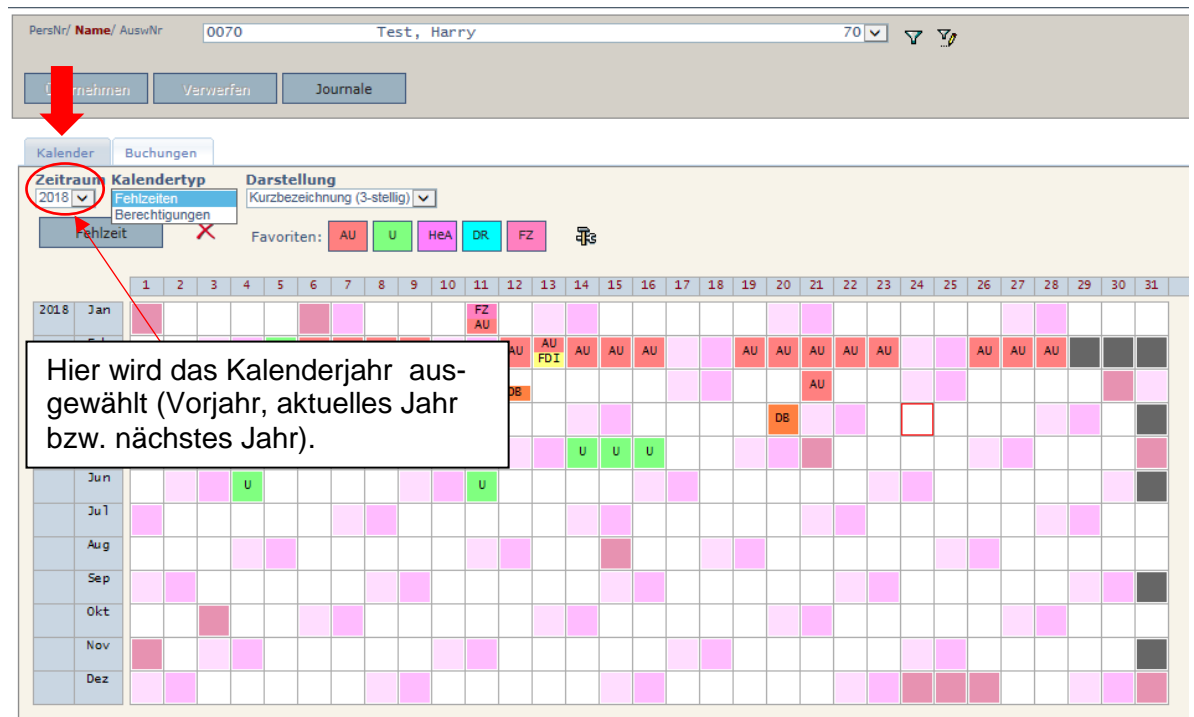 PersNr/ Name/ AuswNr 0070 Test, Harry 70
Verwerfen Journale
Kalender Buchungen
Zeitraum Kalendertyp Darstellung
2018 Fehlzeiten Kurzbezeichnung (3-stellig)
Berechtigungen
Fehlzeit Favoriten: AU U HeA DR FZ
1 2 3 4 5 6 7 8 9 10 11 12 13 14 15 16 17 18 19 20 21 22 23 24 25 26 27 28 29 30 31
2018 Jan FZ
AU
AU AU AU AU AU AU AU AU AU AU AU AU AU AU
FDI
Hier wird das Kalenderjahr aus-
gewählt (Vorjahr, aktuelles Jahr
bzw. nächstes Jahr).
DB AU
DB
U U U
Jun U U
Jul
Aug
Sep
Okt
Nov
Dez